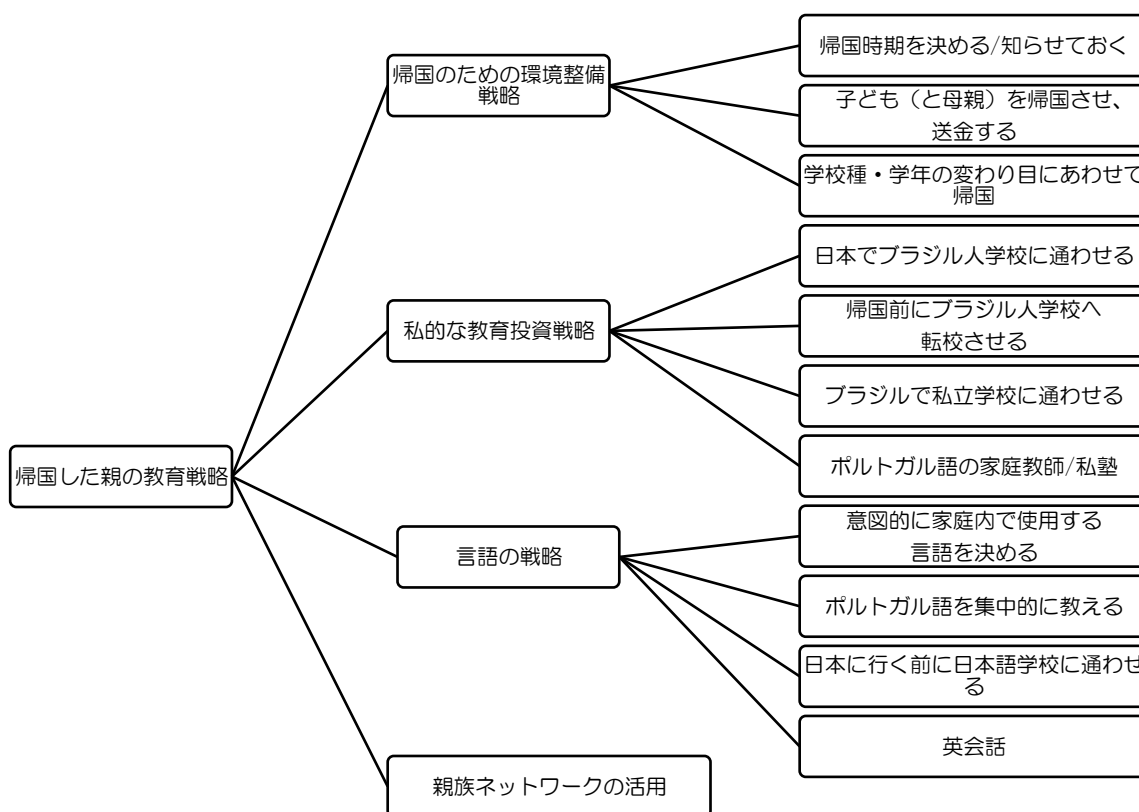 帰国した親の教育戦略
帰国のための環境整備
戦略
帰国時期を決める/知らせておく
子ども（と母親）を帰国させ、
送金する
学校種・学年の変わり目にあわせて
帰国
私的な教育投資戦略
日本でブラジル人学校に通わせる
帰国前にブラジル人学校へ
転校させる
ブラジルで私立学校に通わせる
ポルトガル語の家庭教師/私塾
言語の戦略
意図的に家庭内で使用する
言語を決める
ポルトガル語を集中的に教える
日本に行く前に日本語学校に通わせ
る
英会話
親族ネットワークの活用